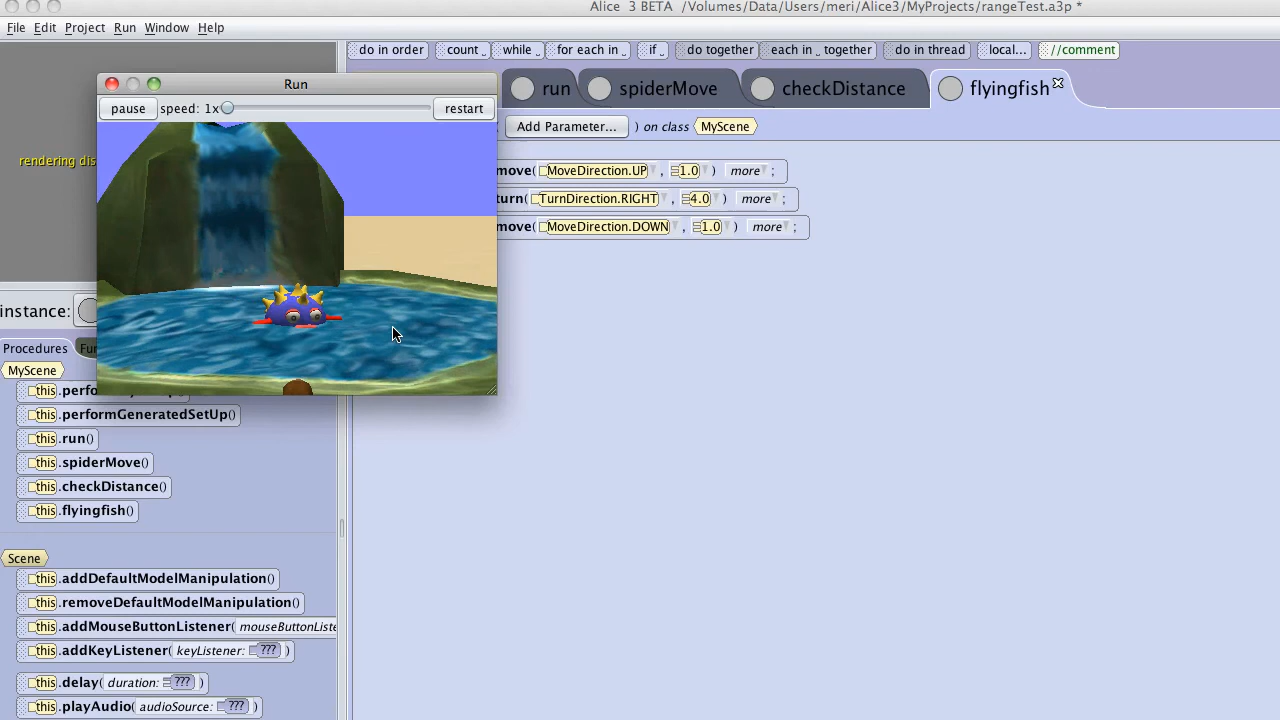 Alice 3 BETA /Volumes/Data/Users/meri/Alice3/MyProjects/rangeTest.a3p *
File Edit Project Run Window Help
do in order count while for each in if do together each in together do in thread local... //comment
Run
run spiderMove checkDistance flyingfish
pause speed: 1x restart
Add Parameter... ) on class MyScene
rendering dis
move( MoveDirection.UP , 1.0 ) more ;
turn( TurnDirection.RIGHT , 4.0 ) more ;
move( MoveDirection.DOWN , 1.0 ) more ;
instance:
Procedures Fu
MyScene
this .perfo
this .performGeneratedSetUp()
this .run()
this .spiderMove()
this .checkDistance()
this .flyingfish()
Scene
this .addDefaultModelManipulation()
this .removeDefaultModelManipulation()
this .addMouseButtonListener( mouseButtonListe
this .addKeyListener( keyListener: ??? )
this .delay( duration: ??? )
this .playAudio( audioSource: ??? )